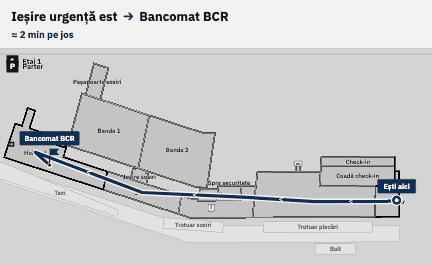 Ieșire urgență est → Bancomat BCR
≈ 2 min pe jos
P
Etaj 1
Parter
Pașapoarte sosiri
Banda 1
Banda 2
Bancomat BCR
Ieșire sosiri
Spre securitate
Check-in
Coadă check-in
Ești aici
Taxi
Trotuar sosiri
Trotuar plecări
Bolt